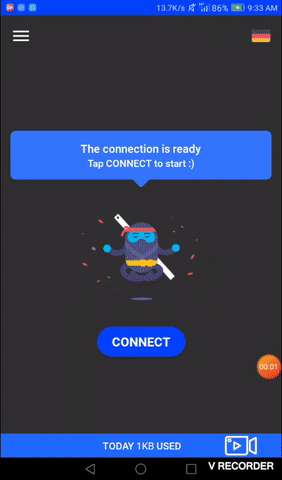 13.7K/s 86% 9:33 AM
The connection is ready
Tap CONNECT to start :)
CONNECT
00:01
TODAY 1KB USED
V RECORDER